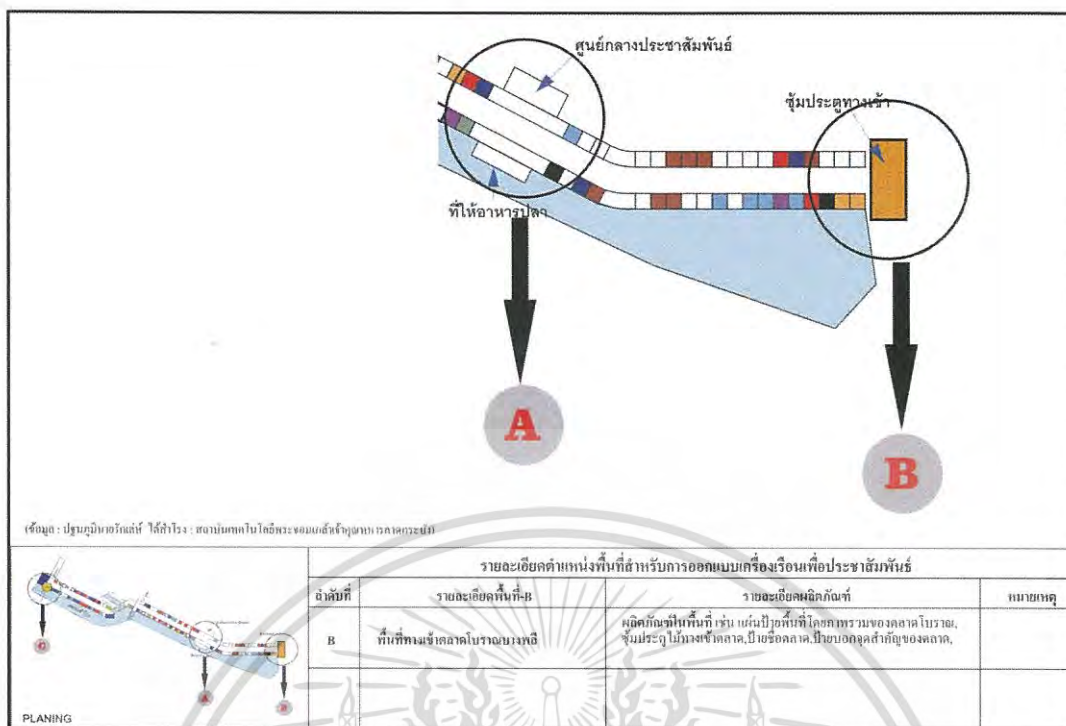 ศูนย์กลางประชาสัมพันธ์
ซุ้มประตูทางเข้า
ที่ให้อาหารปลา
A
B
รายละเอียดตำแหน่งพื้นที่สำหรับการออกแบบเครื่องเรือนเพื่อประชาสัมพันธ์
ลำดับที่
รายละเอียดพื้นที่-B
รายละเอียดผลิตภัณฑ์
หมายเหตุ
B
พื้นที่ทางเข้าตลาดโบราณบางพลี
ผลิตภัณฑ์ในพื้นที่ เช่น แผ่นป้ายพื้นที่โดยภาพรวมของตลาดโบราณ,
ซุ้มประตูไม้ทางเข้าตลาด,ป้ายชื่อตลาด,ป้ายบอกจุดสำคัญของตลาด,
A
B
PLANING